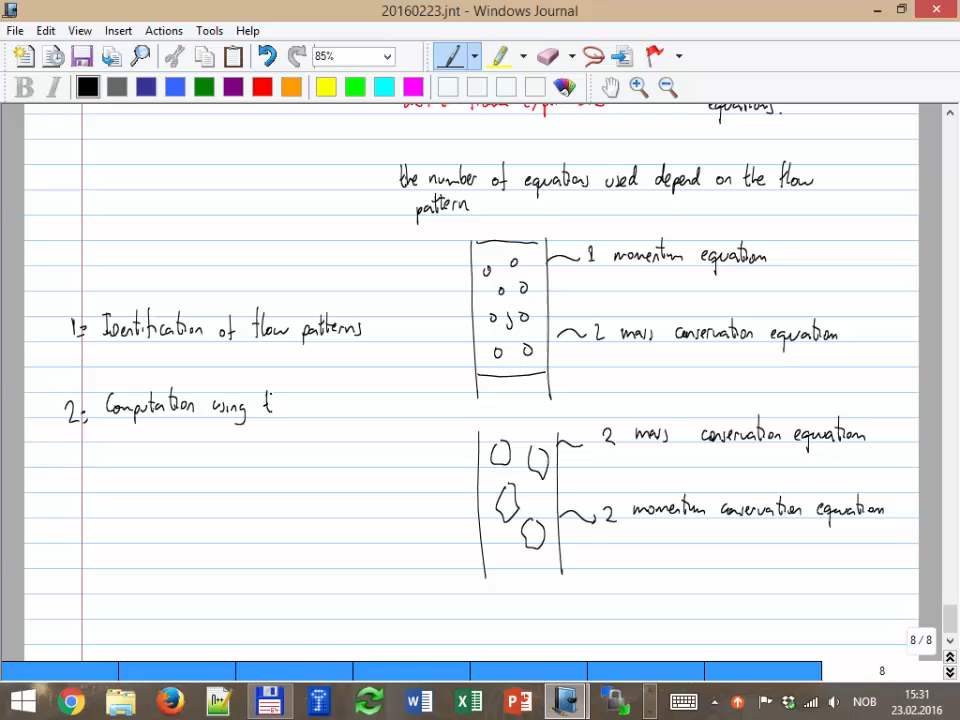 20160223.jnt - Windows Journal
File Edit View Insert Actions Tools Help
85%
B I
equations.
the number of equations used depend on the flow
pattern
1 momentum equation
1: Identification of flow patterns
2 mass conservation equation
2: Computation using t
2 mass conservation equation
2 momentum conservation equation
8 / 8
8
NOB
15:31
23.02.2016